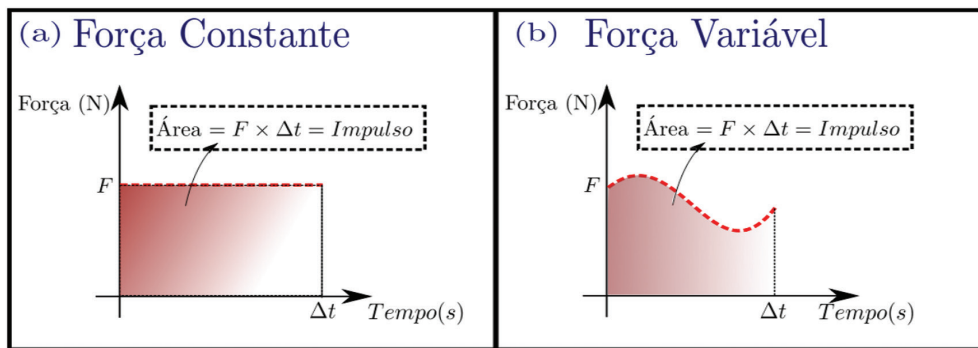 (a) Força Constante
Força (N)
Área = F × Δt = Impulso
F
Δt
Tempo(s)
(b) Força Variável
Força (N)
Área = F × Δt = Impulso
F
Δt
Tempo(s)